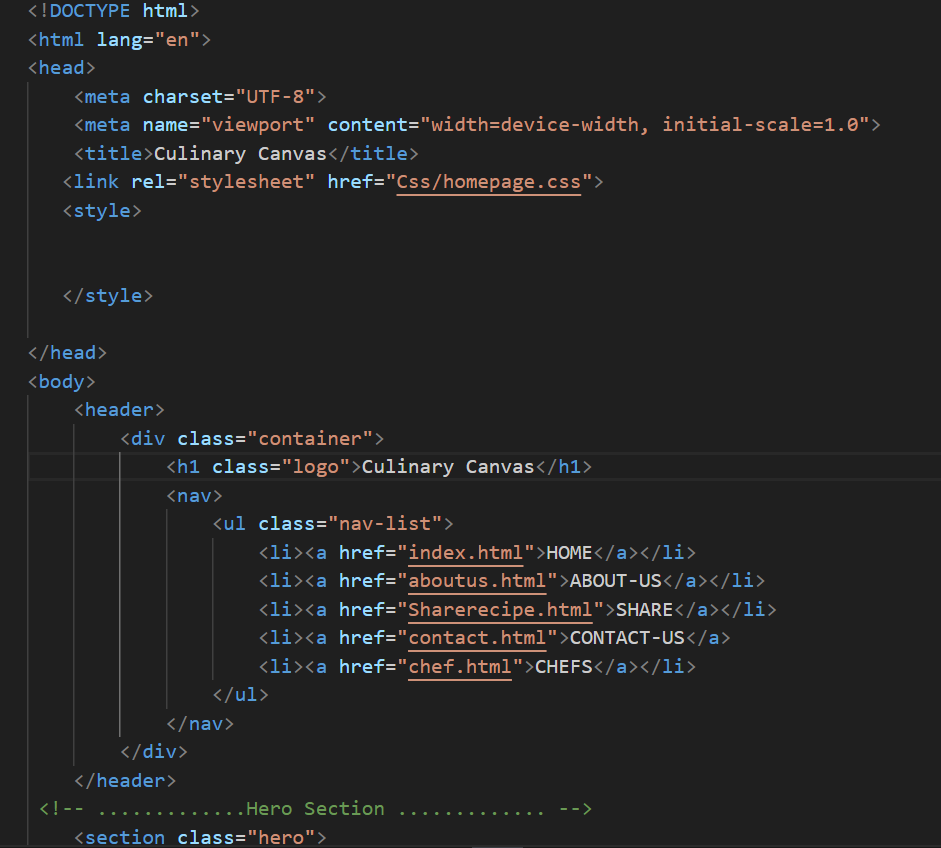 <!DOCTYPE html>
<html lang="en">
<head>
    <meta charset="UTF-8">
    <meta name="viewport" content="width=device-width, initial-scale=1.0">
    <title>Culinary Canvas</title>
   <link rel="stylesheet" href="Css/homepage.css">
   <style>
   </style>
</head>
<body>
    <header>
        <div class="container">
            <h1 class="logo">Culinary Canvas</h1>
            <nav>
                <ul class="nav-list">
                    <li><a href="index.html">HOME</a></li>
                    <li><a href="aboutus.html">ABOUT-US</a></li>
                    <li><a href="Sharerecipe.html">SHARE</a></li>
                    <li><a href="contact.html">CONTACT-US</a>
                    <li><a href="chef.html">CHEFS</a></li>
                </ul>
            </nav>
        </div>
    </header>
 <!-- .............Hero Section ............. -->
    <section class="hero">